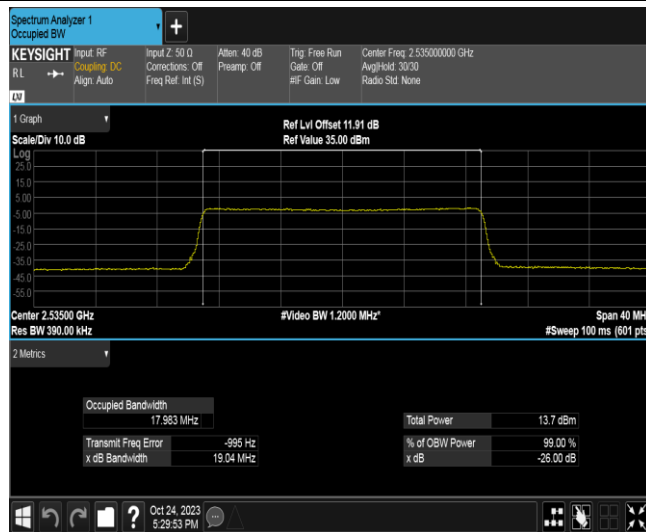 Spectrum Analyzer 1
Occupied BW
+
KEYSIGHT
RL
Input: RF
Coupling: DC
Align: Auto
Input Z: 50 Ω
Corrections: Off
Freq Ref: Int (S)
Atten: 40 dB
Preamp: Off
Trig: Free Run
Gate: Off
#IF Gain: Low
Center Freq: 2.535000000 GHz
Avg|Hold: 30/30
Radio Std: None
1 Graph
Scale/Div 10.0 dB
Ref Lvl Offset 11.91 dB
Ref Value 35.00 dBm
Log
25.0
15.0
5.00
-5.00
-15.0
-25.0
-35.0
-45.0
-55.0
Center 2.53500 GHz
Res BW 390.00 kHz
#Video BW 1.2000 MHz*
Span 40 MH
#Sweep 100 ms (601 pts
2 Metrics
Occupied Bandwidth
17.983 MHz
Transmit Freq Error -995 Hz
x dB Bandwidth 19.04 MHz
Total Power 13.7 dBm
% of OBW Power 99.00 %
x dB -26.00 dB
?
Oct 24, 2023
5:29:53 PM